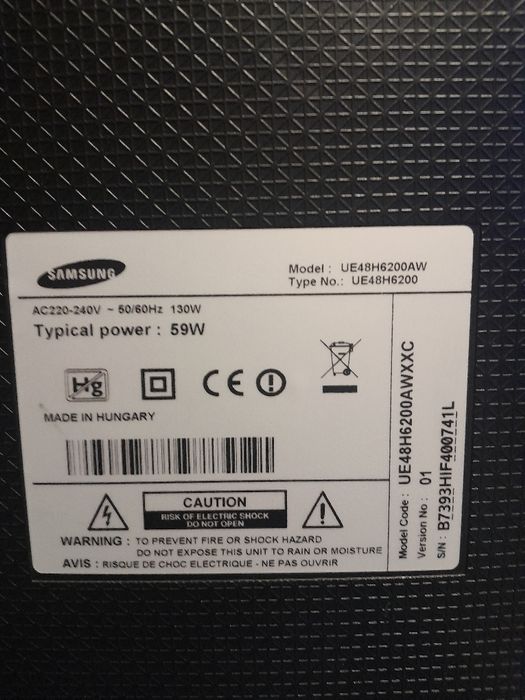 SAMSUNG
Model : UE48H6200AW
Type No.: UE48H6200
AC220-240V ~ 50/60Hz 130W
Typical power : 59W
Hg
CE
MADE IN HUNGARY
CAUTION
RISK OF ELECTRIC SHOCK
DO NOT OPEN
WARNING : TO PREVENT FIRE OR SHOCK HAZARD
DO NOT EXPOSE THIS UNIT TO RAIN OR MOISTURE
AVIS : RISQUE DE CHOC ELECTRIQUE - NE PAS OUVRIR
Model Code : UE48H6200AWXXC
Version No : 01
S/N : B7393HIF400741L